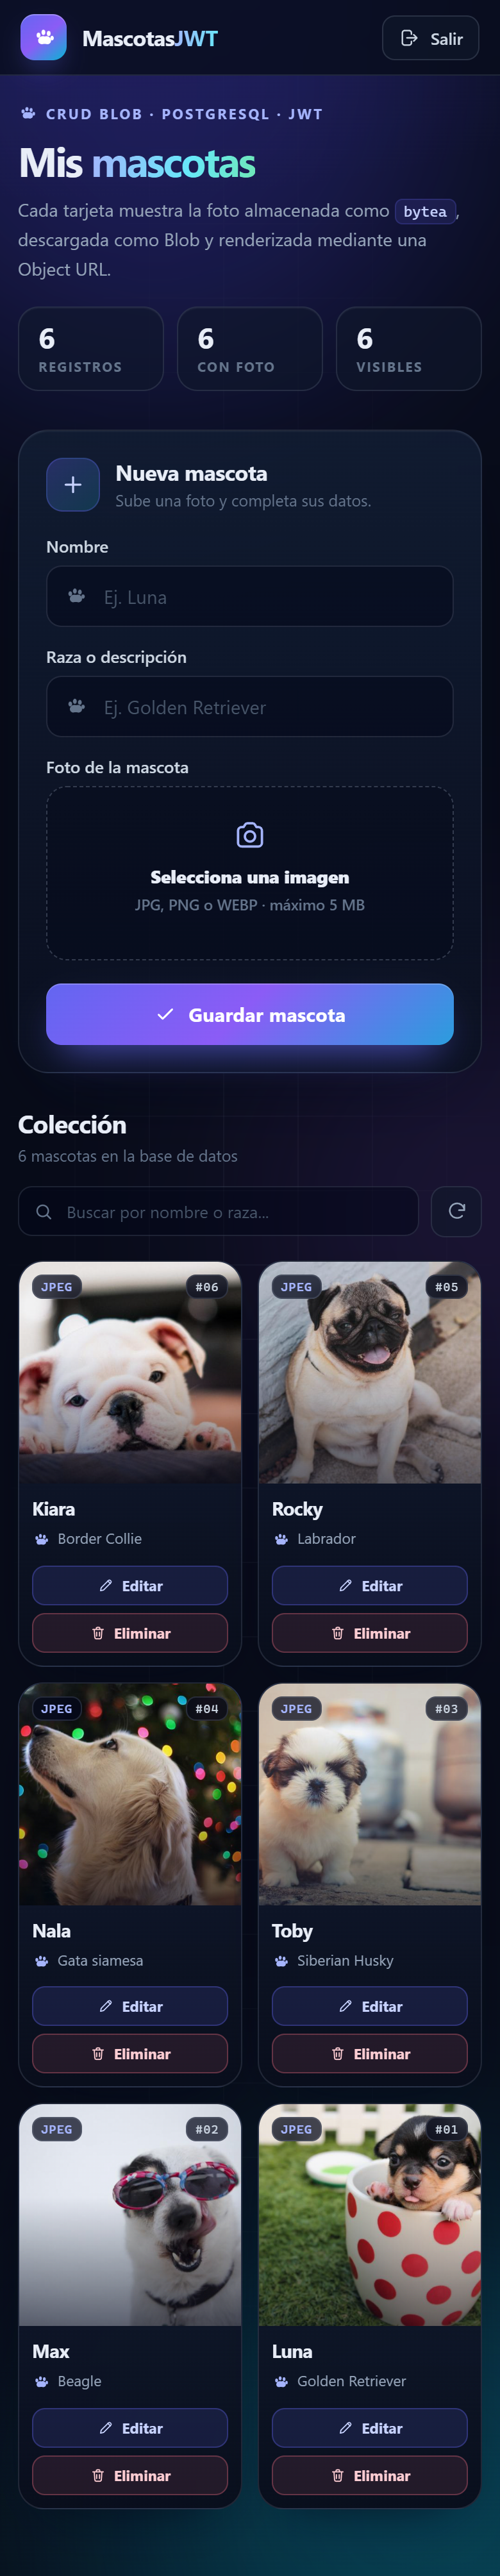 MascotasJWT
Salir
CRUD BLOB · POSTGRESQL · JWT
Mis mascotas
Cada tarjeta muestra la foto almacenada como bytea,
descargada como Blob y renderizada mediante una
Object URL.
6
REGISTROS
6
CON FOTO
6
VISIBLES
Nueva mascota
Sube una foto y completa sus datos.
Nombre
Ej. Luna
Raza o descripción
Ej. Golden Retriever
Foto de la mascota
Selecciona una imagen
JPG, PNG o WEBP · máximo 5 MB
Guardar mascota
Colección
6 mascotas en la base de datos
Buscar por nombre o raza...
JPEG
#06
Kiara
Border Collie
Editar
Eliminar
JPEG
#05
Rocky
Labrador
Editar
Eliminar
JPEG
#04
Nala
Gata siamesa
Editar
Eliminar
JPEG
#03
Toby
Siberian Husky
Editar
Eliminar
JPEG
#02
Max
Beagle
Editar
Eliminar
JPEG
#01
Luna
Golden Retriever
Editar
Eliminar